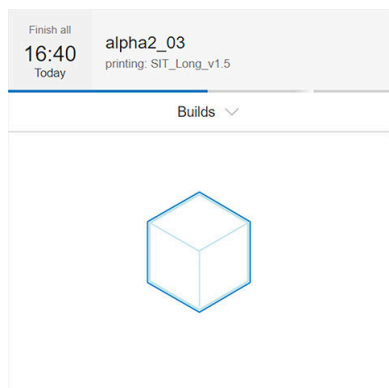 Finish all
16:40
Today
alpha2_03
printing: SIT_Long_v1.5
Builds